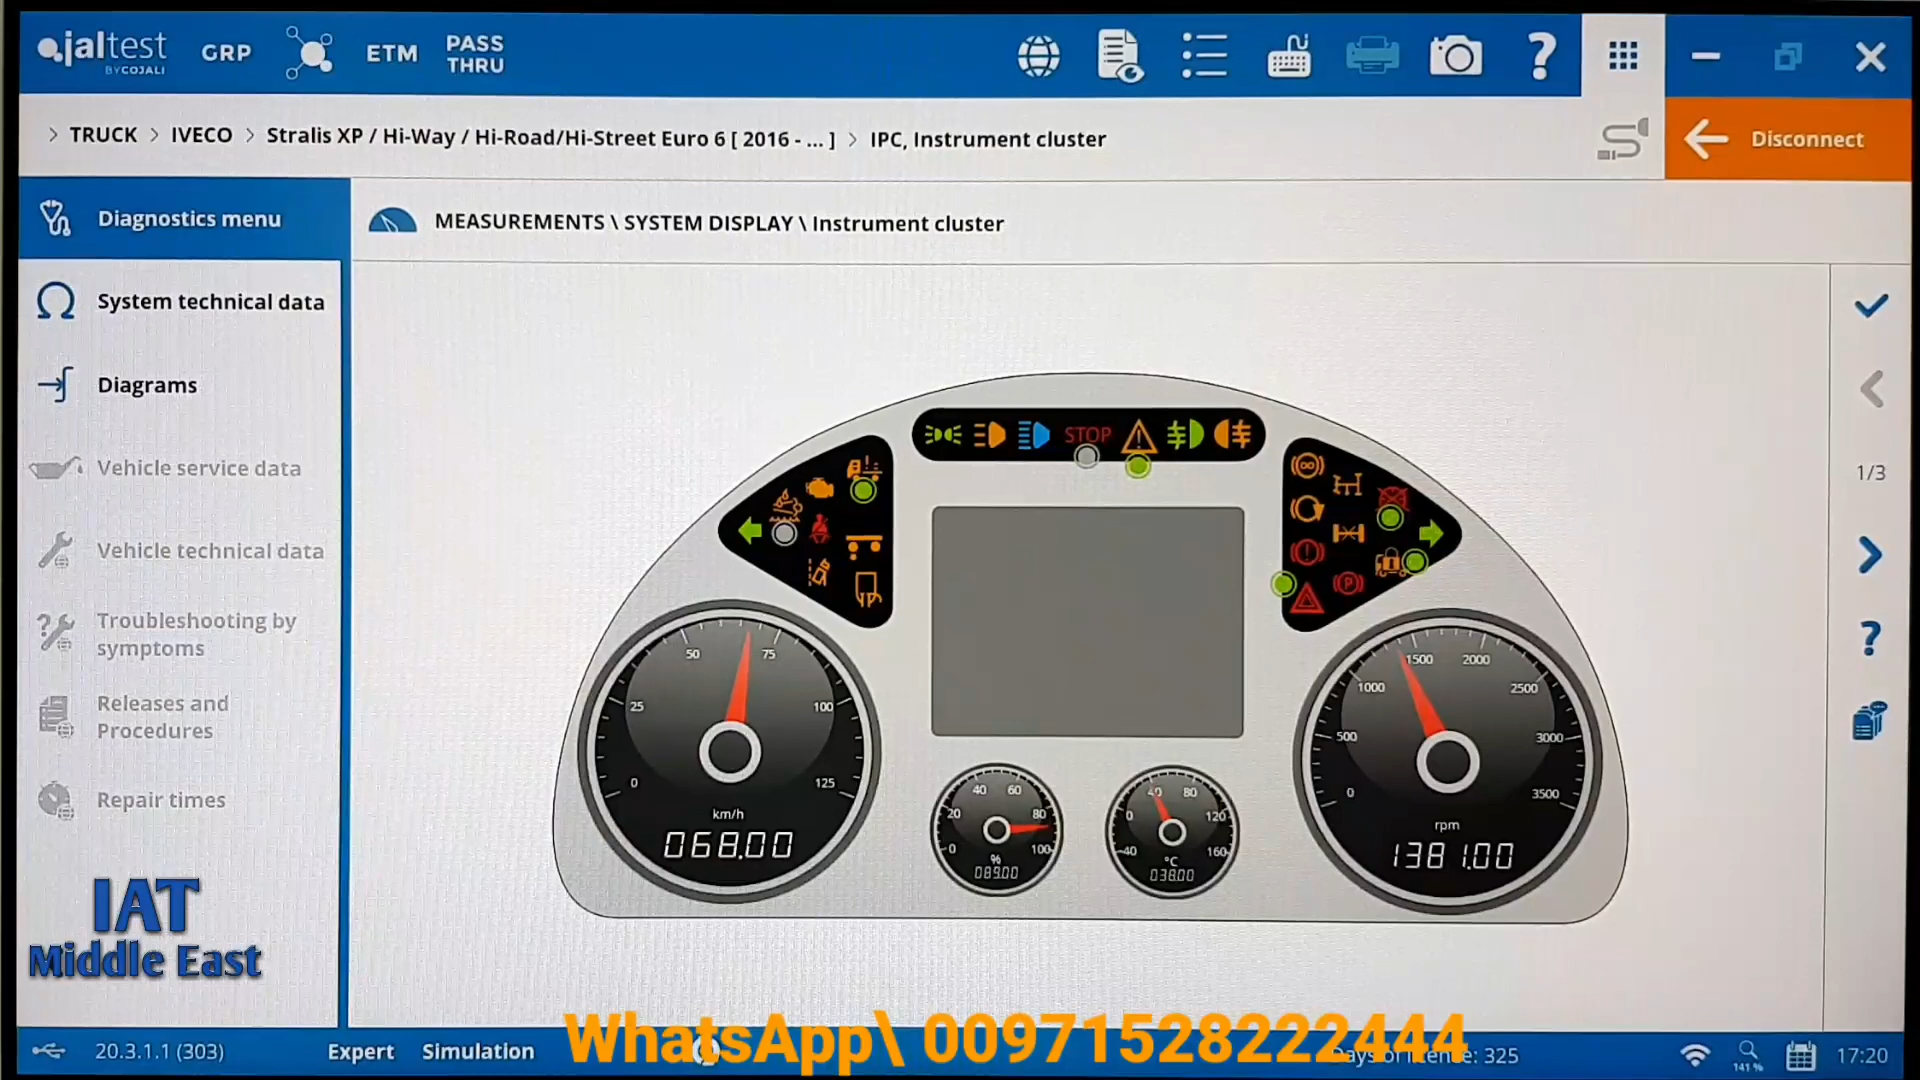 jaltest
BY COJALI
GRP
ETM
PASS
THRU
?
> TRUCK > IVECO > Stralis XP / Hi-Way / Hi-Road/Hi-Street Euro 6 [ 2016 - ... ] > IPC, Instrument cluster
Disconnect
Diagnostics menu
MEASUREMENTS \ SYSTEM DISPLAY \ Instrument cluster
System technical data
Diagrams
Vehicle service data
Vehicle technical data
Troubleshooting by
symptoms
Releases and
Procedures
Repair times
STOP
1/3
?
0
25
50
75
100
125
km/h
068.00
0
20
40
60
80
100
%
089.00
-40
0
40
80
120
160
°C
038.00
0
500
1000
1500
2000
2500
3000
3500
rpm
1381.00
IAT
Middle East
WhatsApp\ 00971528222444
20.3.1.1 (303)
Expert
Simulation
Days of license: 325
141 %
17:20